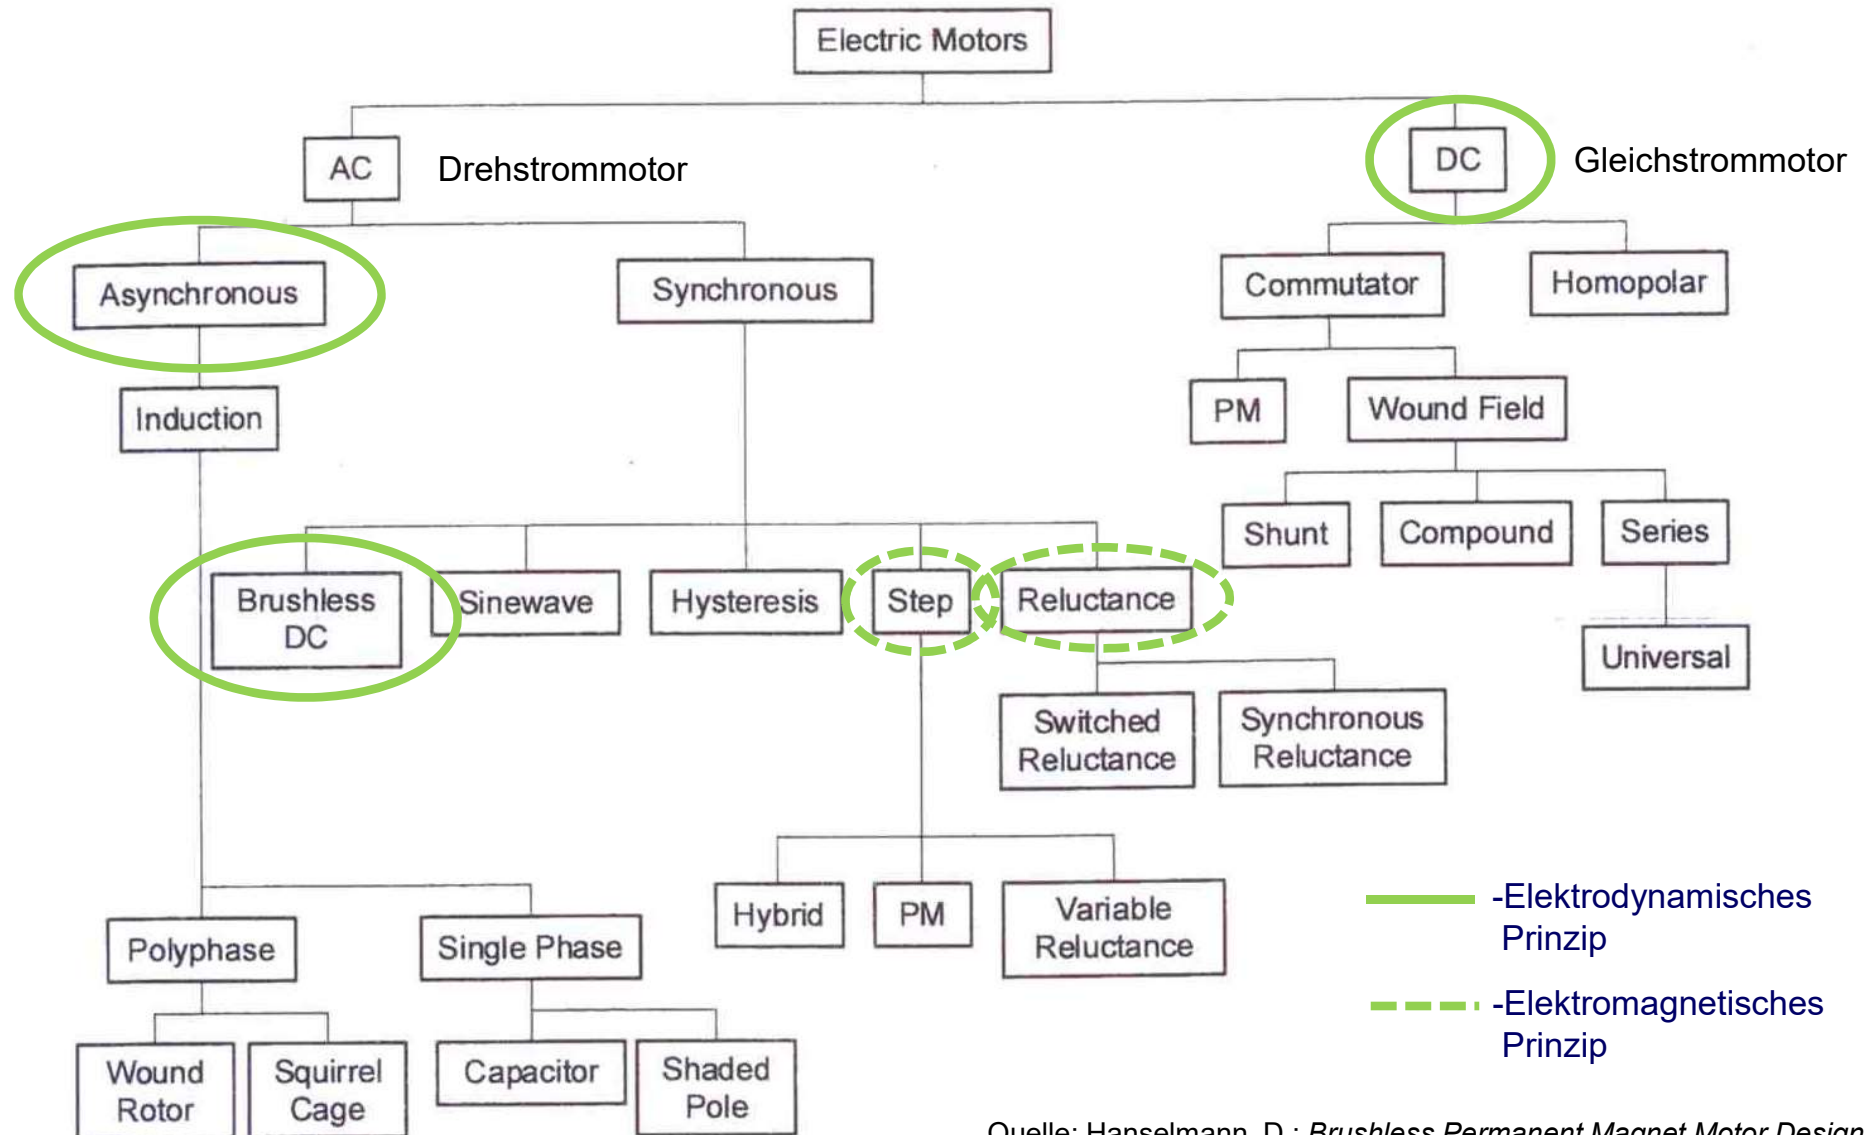 Electric Motors
AC
Drehstrommotor
DC
Gleichstrommotor
Asynchronous
Synchronous
Commutator
Homopolar
Induction
PM
Wound Field
Shunt
Compound
Series
Brushless
DC
Sinewave
Hysteresis
Step
Reluctance
Universal
Switched
Reluctance
Synchronous
Reluctance
Hybrid
PM
Variable
Reluctance
Polyphase
Single Phase
Wound
Rotor
Squirrel
Cage
Capacitor
Shaded
Pole
-Elektrodynamisches
Prinzip
-Elektromagnetisches
Prinzip
Quelle: Hanselmann, D.: Brushless Permanent Magnet Motor Design